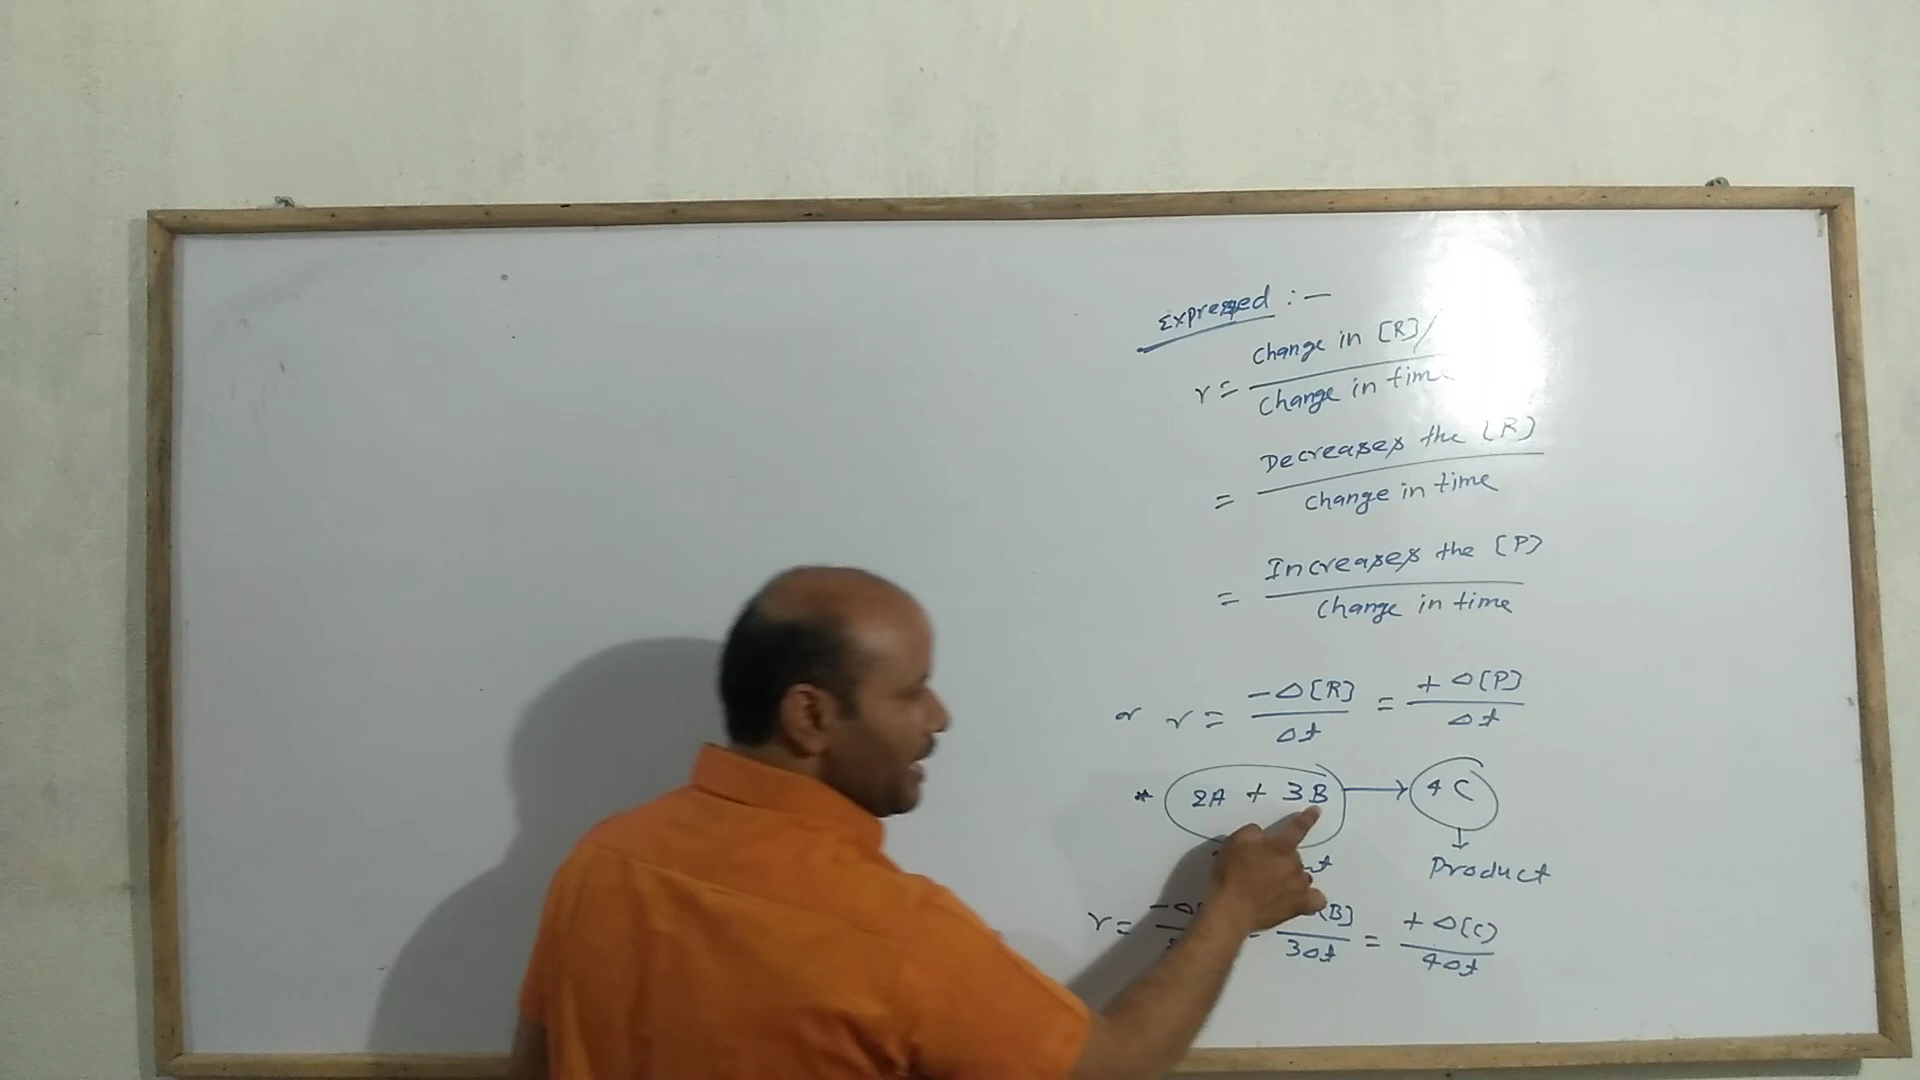 Expressed : —
r = Change in [R]/
Change in time
= Decreases the [R]
Change in time
= Increases the [P]
Change in time
or r = -Δ[R] / Δt = +Δ[P] / Δt
* 2A + 3B → 4C
Product
r = = [B] / 3Δt = +Δ[C] / 4Δt